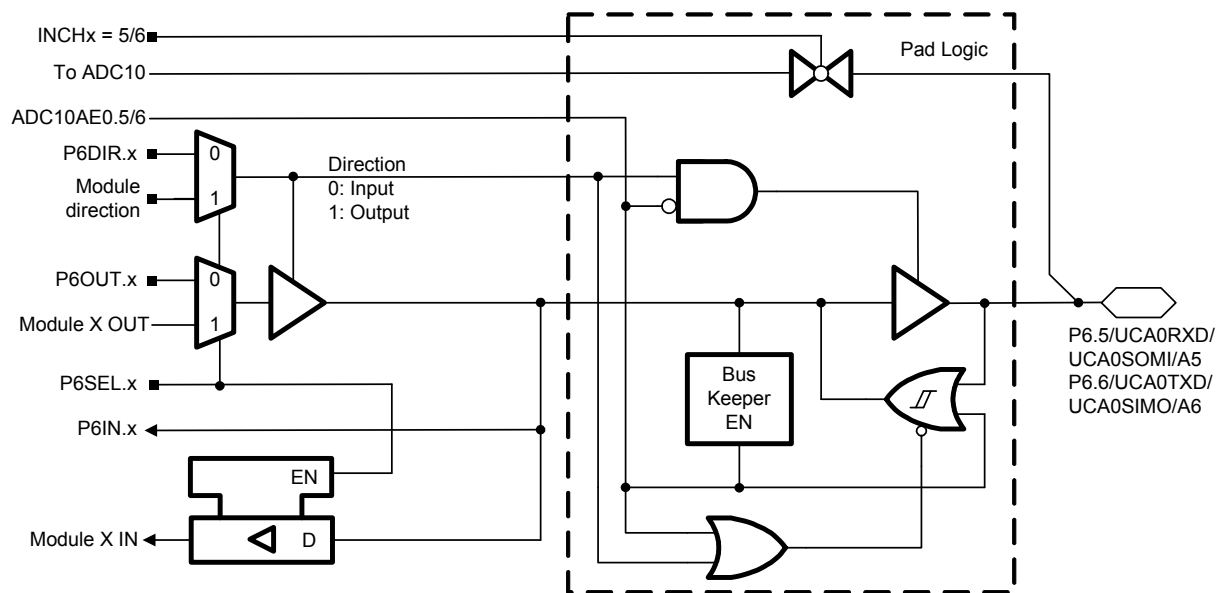 INCHx = 5/6
Pad Logic
To ADC10
ADC10AE0.5/6
P6DIR.x
0
Direction
0: Input
1: Output
Module
direction
1
P6OUT.x
0
Module X OUT
1
P6.5/UCA0RXD/
UCA0SOMI/A5
P6.6/UCA0TXD/
UCA0SIMO/A6
Bus
Keeper
EN
P6SEL.x
P6IN.x
EN
Module X IN
D